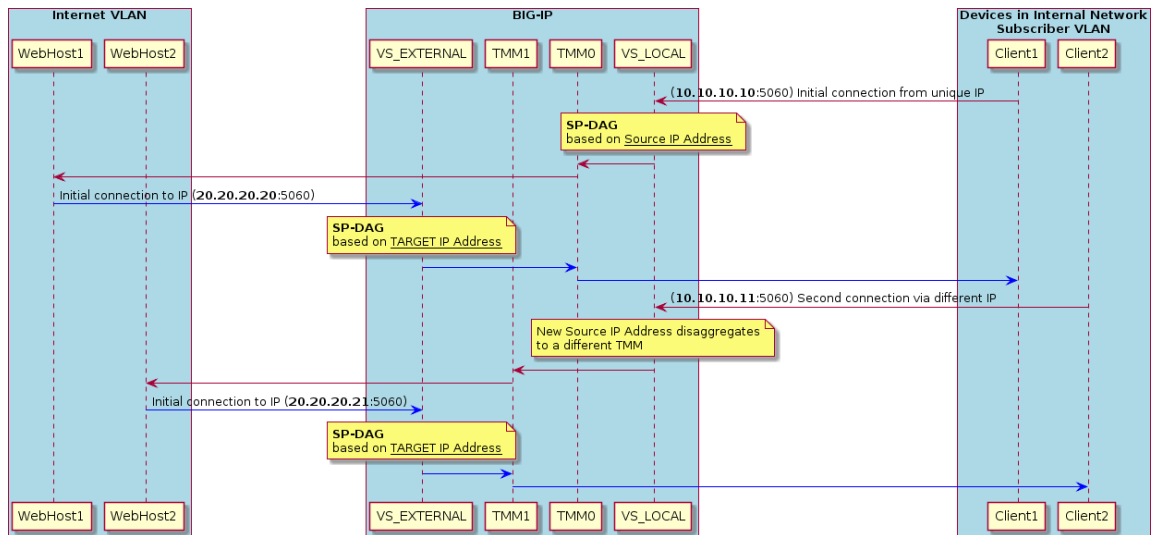 Internet VLAN
BIG-IP
Devices in Internal Network
Subscriber VLAN
WebHost1
WebHost2
VS_EXTERNAL
TMM1
TMM0
VS_LOCAL
Client1
Client2
(10.10.10.10:5060) Initial connection from unique IP
SP-DAG
based on Source IP Address
Initial connection to IP (20.20.20.20:5060)
SP-DAG
based on TARGET IP Address
(10.10.10.11:5060) Second connection via different IP
New Source IP Address disaggregates
to a different TMM
Initial connection to IP (20.20.20.21:5060)
SP-DAG
based on TARGET IP Address
WebHost1
WebHost2
VS_EXTERNAL
TMM1
TMM0
VS_LOCAL
Client1
Client2